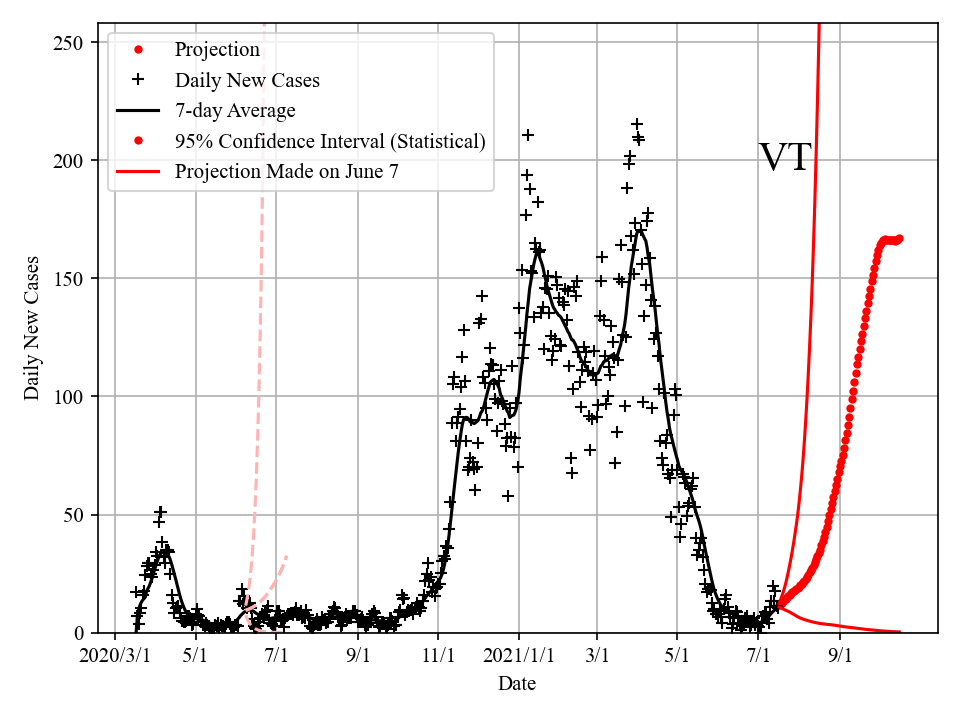 Projection
Daily New Cases
7-day Average
95% Confidence Interval (Statistical)
Projection Made on June 7
VT
250
200
150
100
50
0
Daily New Cases
2020/3/1 5/1 7/1 9/1 11/1 2021/1/1 3/1 5/1 7/1 9/1
Date